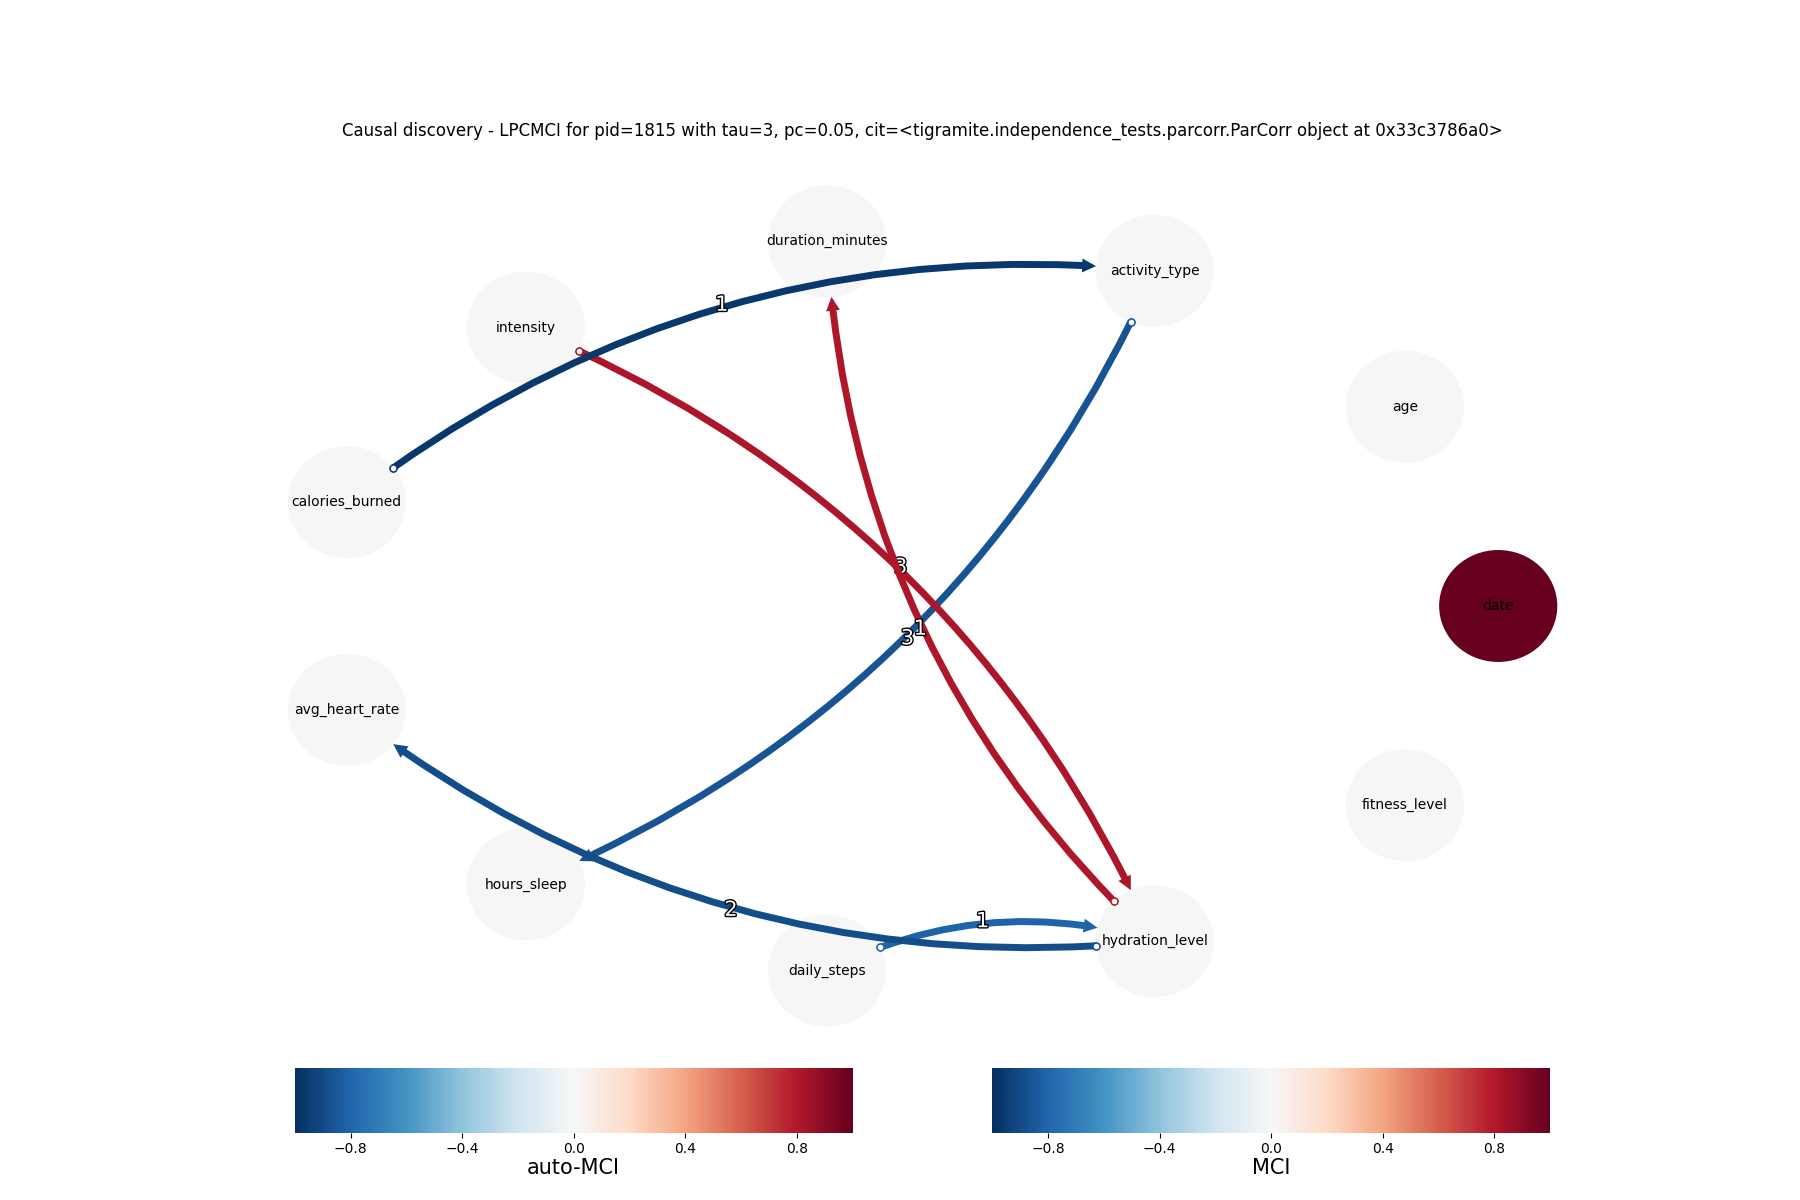 Causal discovery - LPCMCI for pid=1815 with tau=3, pc=0.05, cit=<tigramite.independence_tests.parcorr.ParCorr object at 0x33c3786a0>
duration_minutes
activity_type
intensity
1
age
calories_burned
3
date
1
3
avg_heart_rate
fitness_level
hours_sleep
2
1
hydration_level
daily_steps
−0.8 −0.4 0.0 0.4 0.8
auto-MCI
−0.8 −0.4 0.0 0.4 0.8
MCI